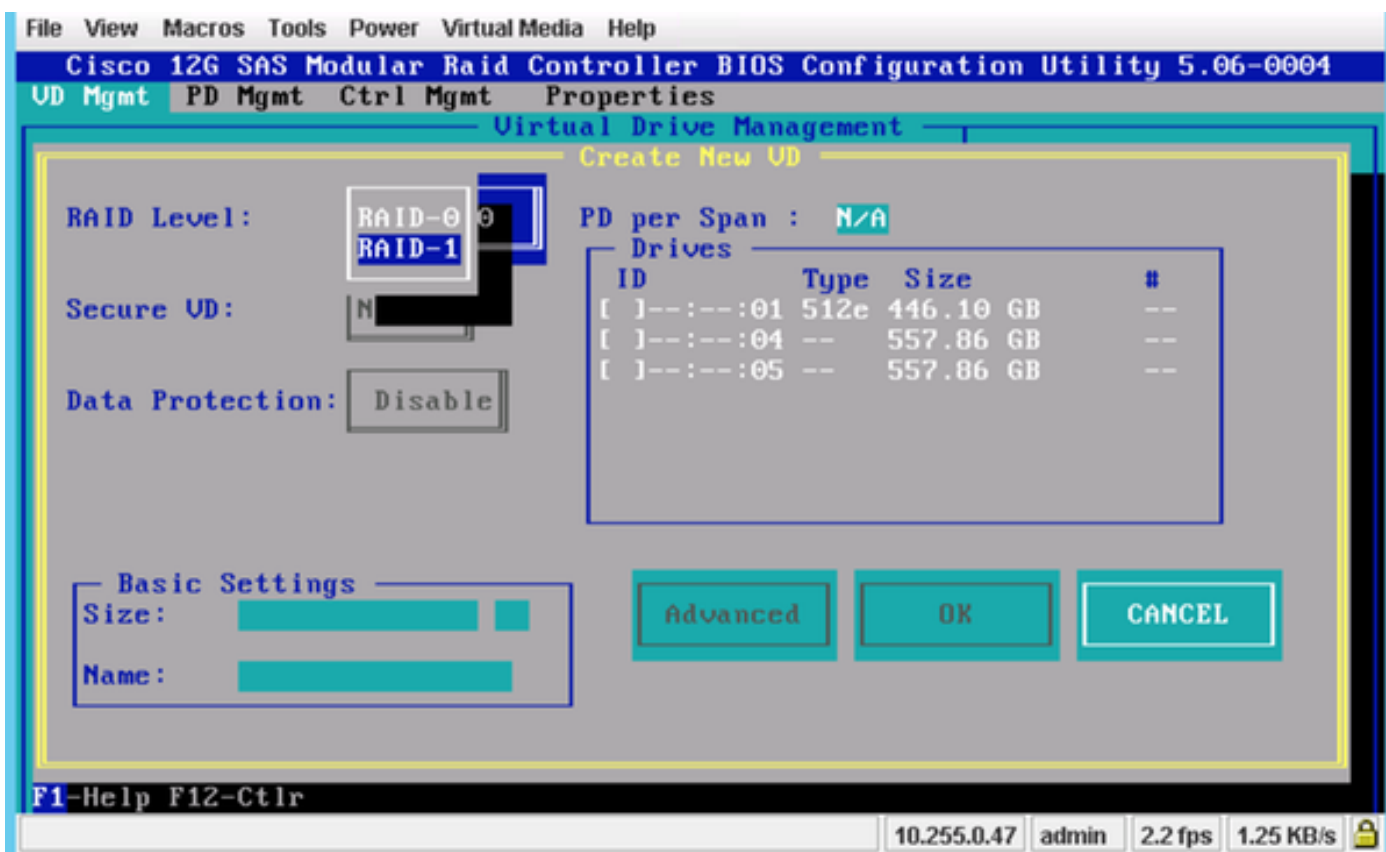 File View Macros Tools Power Virtual Media Help
Cisco 12G SAS Modular Raid Controller BIOS Configuration Utility 5.06-0004
VD Mgmt PD Mgmt Ctrl Mgmt Properties
Virtual Drive Management
Create New VD
RAID Level: RAID-0 0 PD per Span : N/A
RAID-1
Drives
ID Type Size #
Secure VD: N [ ]--:--:01 512e 446.10 GB --
[ ]--:--:04 -- 557.86 GB --
[ ]--:--:05 -- 557.86 GB --
Data Protection: Disable
Basic Settings
Size:
Name:
Advanced OK CANCEL
F1-Help F12-Ctlr
10.255.0.47 admin 2.2 fps 1.25 KB/s